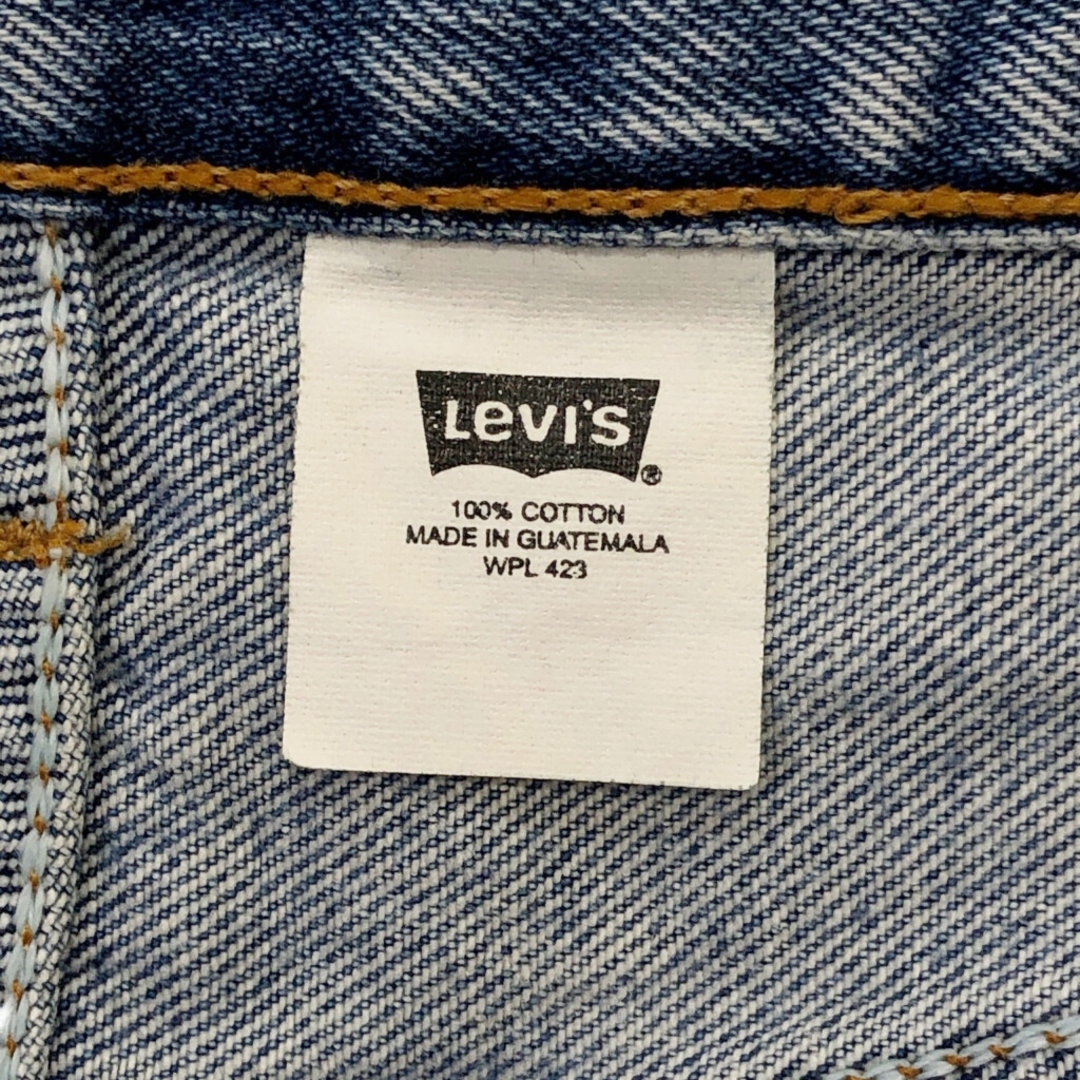 Levi's
®
100% COTTON
MADE IN GUATEMALA
WPL 423